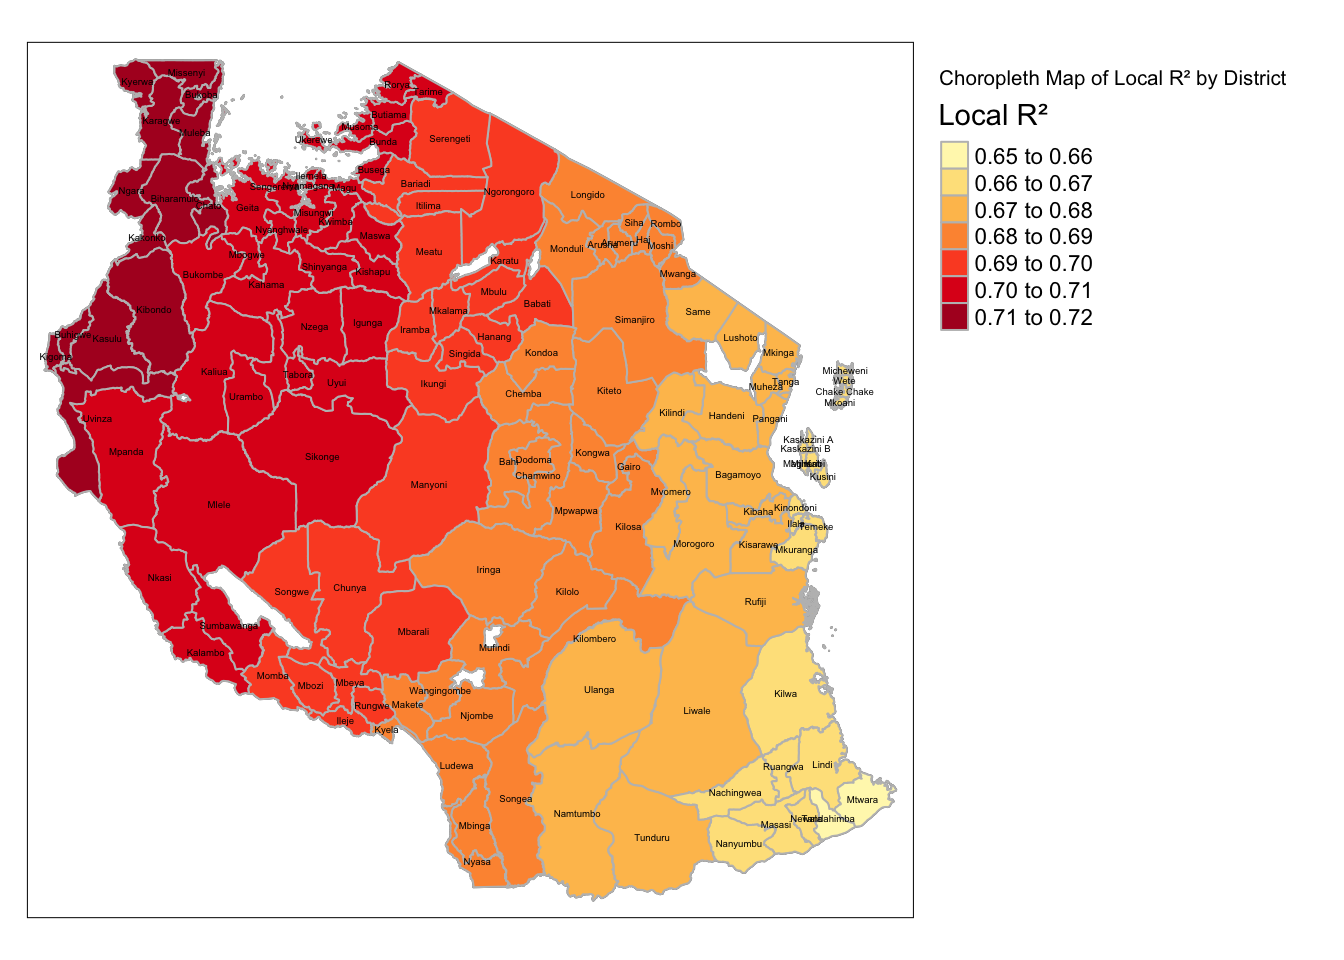 Choropleth Map of Local R² by District
Local R²
0.65 to 0.66
0.66 to 0.67
0.67 to 0.68
0.68 to 0.69
0.69 to 0.70
0.70 to 0.71
0.71 to 0.72
Missenyi
Kyerwa
Bukoba
Karagwe
Muleba
Ngara
Biharamulo
Chato
Kakonko
Kibondo
Buhigwe
Kasulu
Kigoma
Uvinza
Mpanda
Rorya
Tarime
Butiama
Musoma
Ukerewe
Bunda
Serengeti
Busega
Ilemela
Nyamagana
Magu
Sengerema
Geita
Misungwi
Kwimba
Nyanghwale
Maswa
Bariadi
Itilima
Ngorongoro
Meatu
Karatu
Mbogwe
Bukombe
Shinyanga
Kishapu
Kahama
Mbulu
Babati
Mkalama
Nzega
Igunga
Iramba
Hanang
Singida
Kaliua
Tabora
Uyui
Urambo
Ikungi
Sikonge
Manyoni
Mlele
Longido
Siha
Rombo
Hai
Arusha
Arumeru
Moshi
Monduli
Mwanga
Same
Simanjiro
Lushoto
Mkinga
Kondoa
Chemba
Kiteto
Muheza
Tanga
Pangani
Kilindi
Handeni
Micheweni
Wete
Chake Chake
Mkoani
Kaskazini A
Kaskazini B
Kusini
Bahi
Dodoma
Chamwino
Kongwa
Gairo
Mvomero
Bagamoyo
Mpwapwa
Kilosa
Kibaha
Kinondoni
Ilala
Temeke
Morogoro
Kisarawe
Mkuranga
Nkasi
Songwe
Chunya
Iringa
Kilolo
Rufiji
Sumbawanga
Kalambo
Mbarali
Mufindi
Kilombero
Momba
Mbozi
Mbeya
Rungwe
Ileje
Kyela
Makete
Wangingombe
Njombe
Ulanga
Liwale
Kilwa
Ludewa
Songea
Ruangwa
Lindi
Nachingwea
Mtwara
Namtumbo
Mbinga
Nyasa
Tunduru
Masasi
Newala
Tandahimba
Nanyumbu